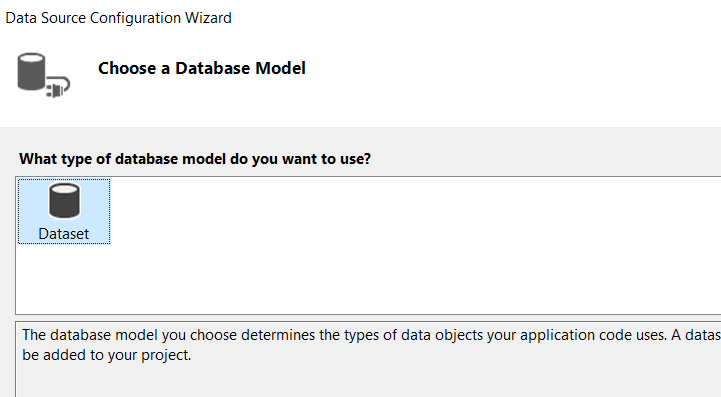 Data Source Configuration Wizard
Choose a Database Model
What type of database model do you want to use?
Dataset
The database model you choose determines the types of data objects your application code uses. A
be added to your project.